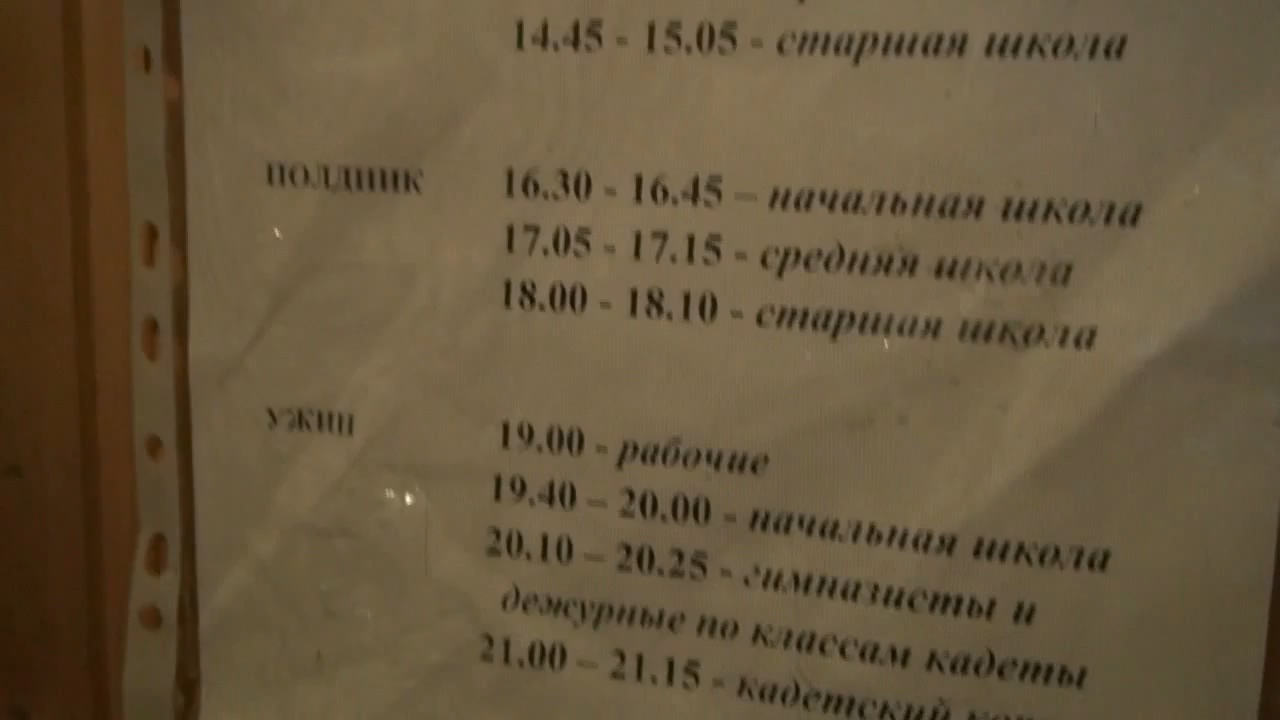 14.45 - 15.05 - старшая школа
полдник 16.30 - 16.45 – начальная школа
17.05 - 17.15 - средняя школа
18.00 - 18.10 - старшая школа
ужин 19.00 - рабочие
19.40 – 20.00 - начальная школа
20.10 – 20.25 - гимназисты и
дежурные по классам кадеты
21.00 – 21.15 - кадетский